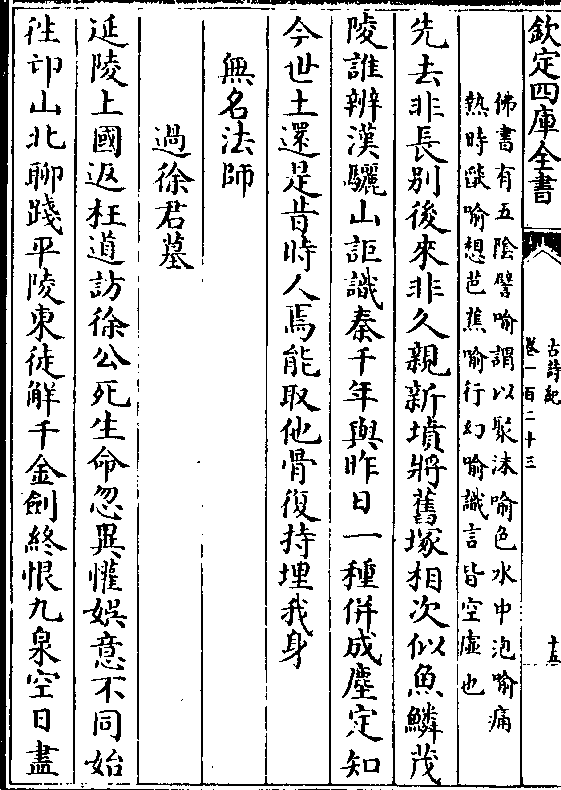 欽定四庫全書
古詩紀
卷一百二十三
十五
佛書有五陰譬喻謂以聚沫喻色水中泡喻痛
熱時燄喻想芭蕉喻行幻喻識言皆空虛也
先去非長別後來非久親新墳將舊塚相次似魚鱗茂
陵誰辨漢驪山詎識秦千年與昨日一種併成塵定知
今世土還是昔時人焉能取他骨復持埋我身
無名法師
過徐君墓
延陵上國返枉道訪徐公死生命忽異懽娛意不同始
往邙山北聊踐平陵東徒解千金劍終恨九泉空日盡